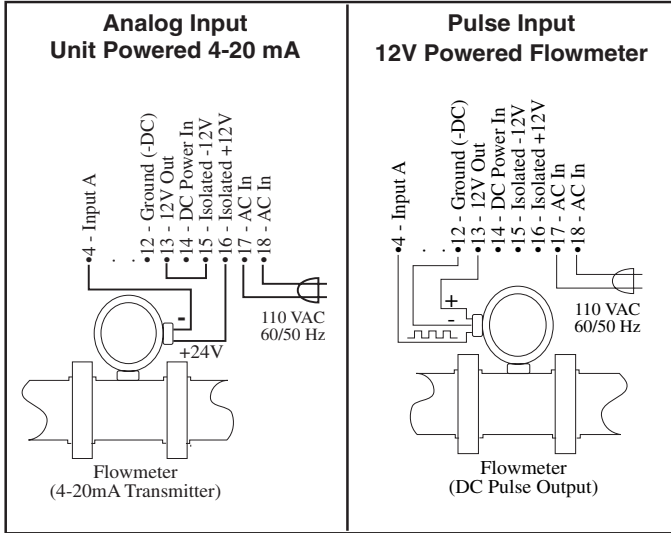 Analog Input
Unit Powered 4-20 mA
4 - Input A
12 - Ground (-DC)
13 - 12V Out
14 - DC Power In
15 - Isolated -12V
16 - Isolated +12V
17 - AC In
18 - AC In
-
+24V
110 VAC
60/50 Hz
Flowmeter
(4-20mA Transmitter)
Pulse Input
12V Powered Flowmeter
4 - Input A
12 - Ground (-DC)
13 - 12V Out
14 - DC Power In
15 - Isolated -12V
16 - Isolated +12V
17 - AC In
18 - AC In
+
-
110 VAC
60/50 Hz
Flowmeter
(DC Pulse Output)